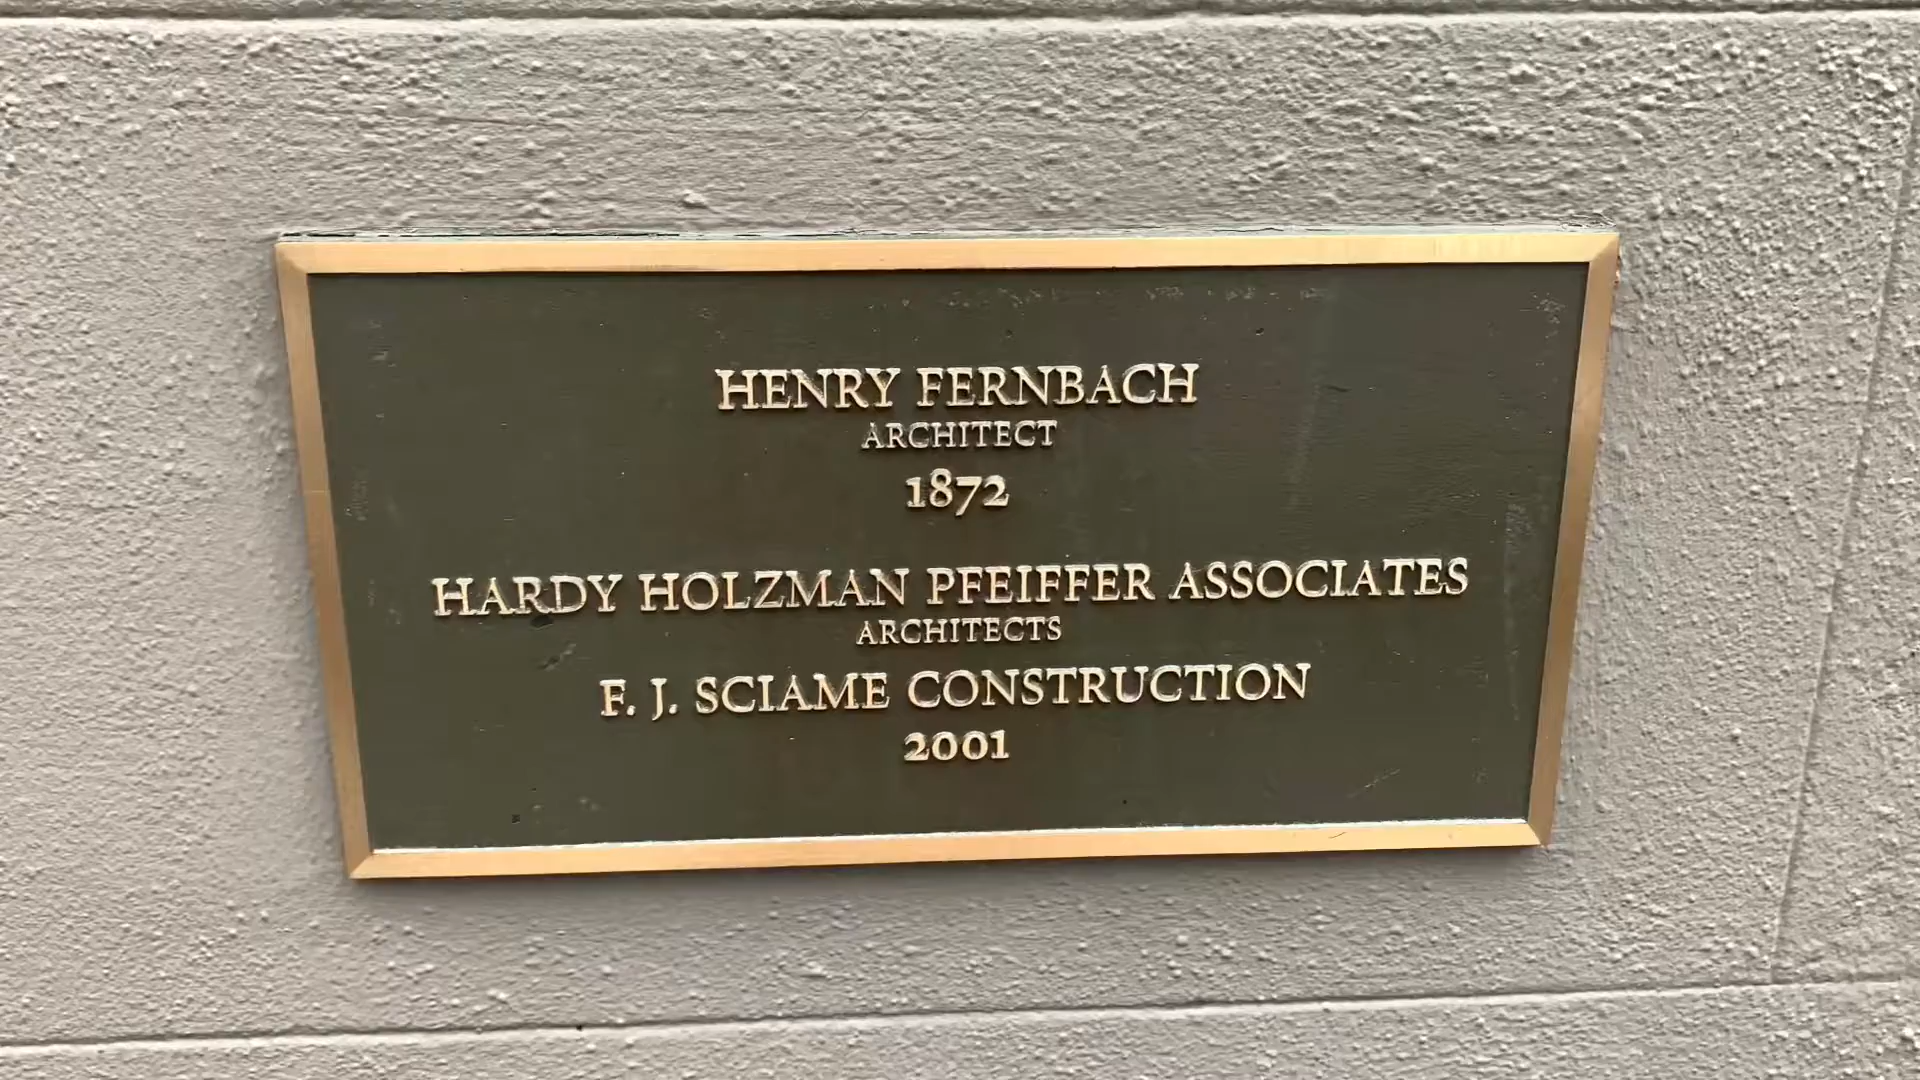 HENRY FERNBACH
ARCHITECT
1872
HARDY HOLZMAN PFEIFFER ASSOCIATES
ARCHITECTS
F. J. SCIAME CONSTRUCTION
2001